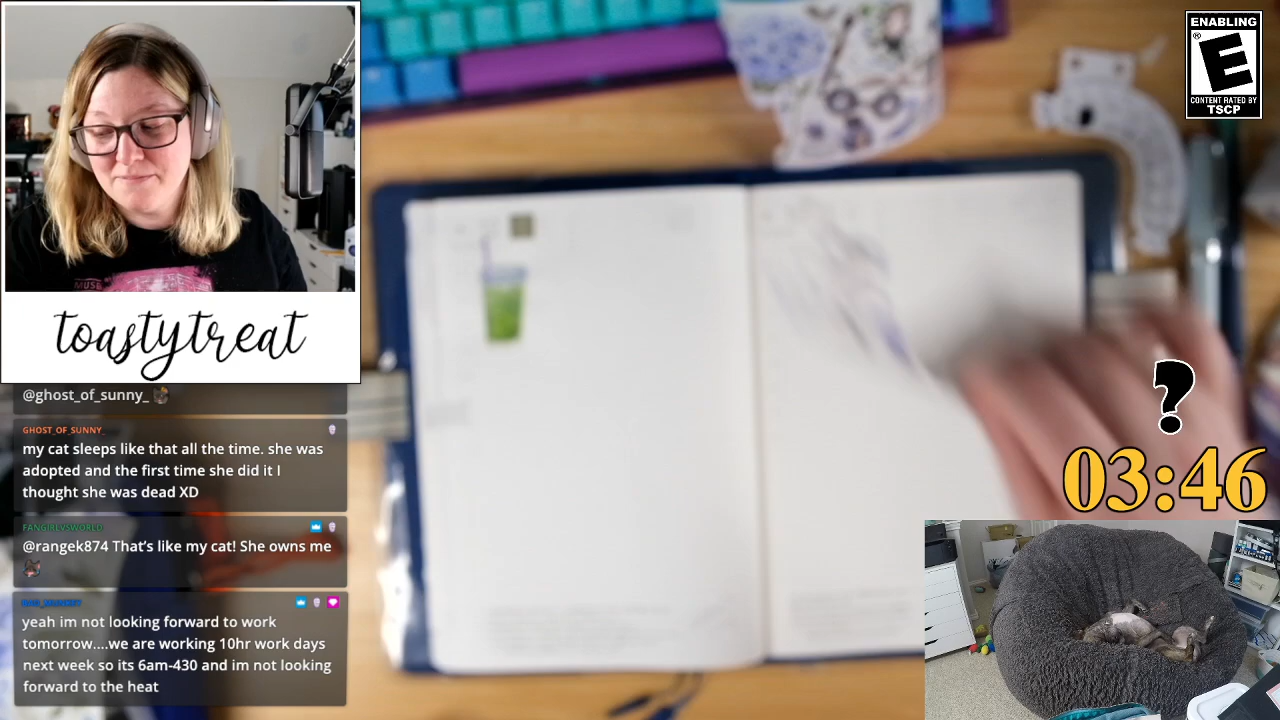 toastytreat
@ghost_of_sunny_
GHOST_OF_SUNNY_
my cat sleeps like that all the time. she was
adopted and the first time she did it I
thought she was dead XD
FANGIRLVSWORLD
@rangek874 That's like my cat! She owns me
yeah im not looking forward to work
tomorrow....we are working 10hr work days
next week so its 6am-430 and im not looking
forward to the heat
MUSE
ENABLING
E
®
CONTENT RATED BY
TSCP
?
03:46